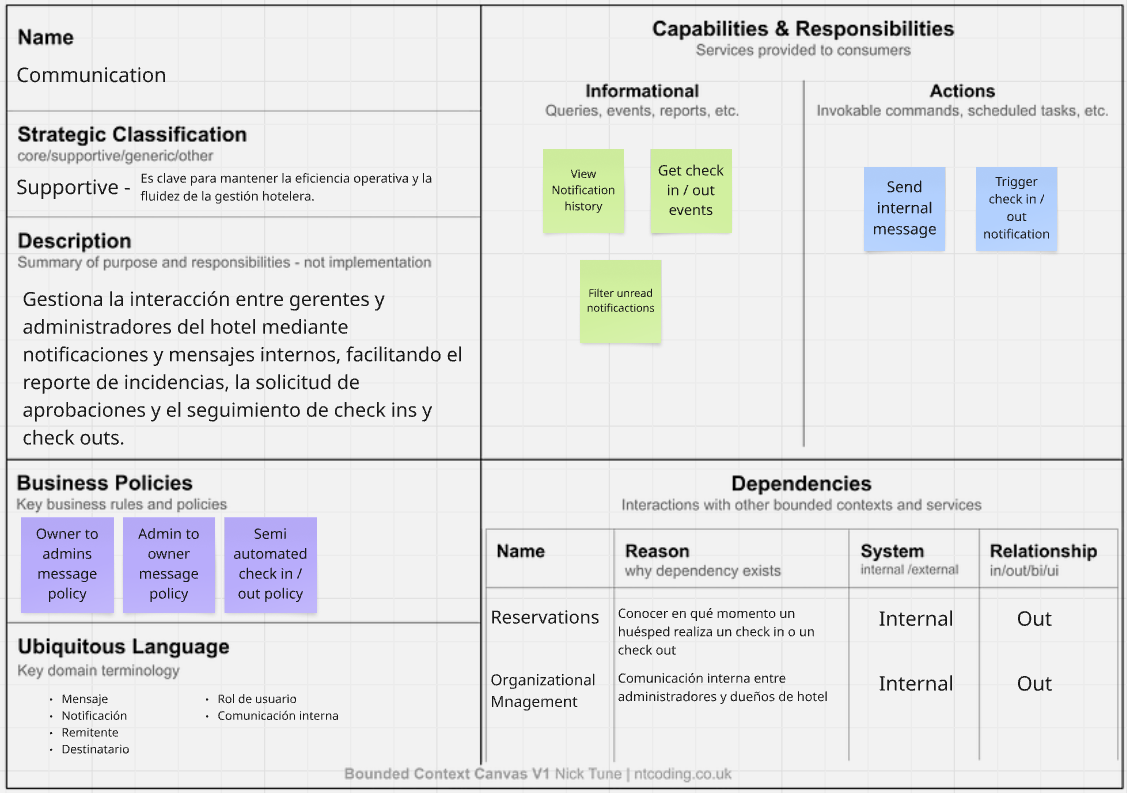 Name
Communication
Strategic Classification
core/supportive/generic/other
Supportive - Es clave para mantener la eficiencia operativa y la
fluidez de la gestión hotelera.
Description
Summary of purpose and responsibilities - not implementation
Gestiona la interacción entre gerentes y
administradores del hotel mediante
notificaciones y mensajes internos, facilitando el
reporte de incidencias, la solicitud de
aprobaciones y el seguimiento de check ins y
check outs.
Capabilities & Responsibilities
Services provided to consumers
Informational
Queries, events, reports, etc.
View
Notification
history
Get check
in / out
events
Filter unread
notificactions
Actions
Invokable commands, scheduled tasks, etc.
Send
internal
message
Trigger
check in /
out
notification
Business Policies
Key business rules and policies
Owner to
admins
message
policy
Admin to
owner
message
policy
Semi
automated
check in /
out policy
Ubiquitous Language
Key domain terminology
• Mensaje
• Notificación
• Remitente
• Destinatario
• Rol de usuario
• Comunicación interna
Dependencies
Interactions with other bounded contexts and services
Name
Reason
why dependency exists
System
internal /external
Relationship
in/out/bi/ui
Reservations
Conocer en qué momento un
huésped realiza un check in o un
check out
Internal
Out
Organizational
Mnagement
Comunicación interna entre
administradores y dueños de hotel
Internal
Out
Bounded Context Canvas V1 Nick Tune | ntcoding.co.uk